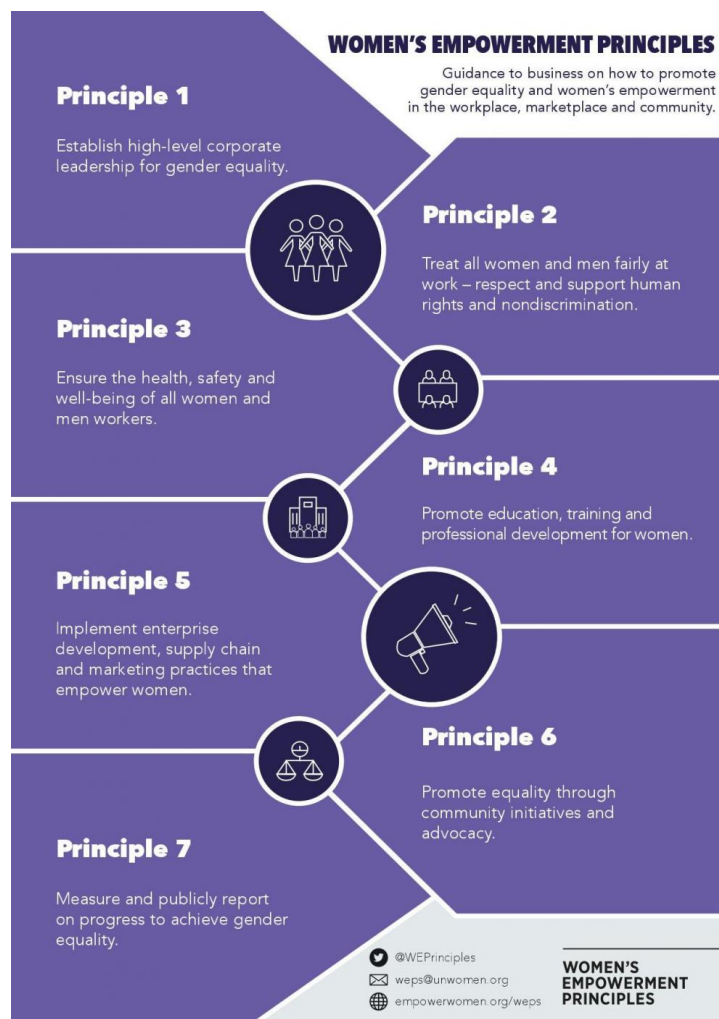 WOMEN'S EMPOWERMENT PRINCIPLES
Guidance to business on how to promote
gender equality and women's empowerment
in the workplace, marketplace and community.
Principle 1
Establish high-level corporate
leadership for gender equality.
Principle 2
Treat all women and men fairly at
work – respect and support human
rights and nondiscrimination.
Principle 3
Ensure the health, safety and
well-being of all women and
men workers.
Principle 4
Promote education, training and
professional development for women.
Principle 5
Implement enterprise
development, supply chain
and marketing practices that
empower women.
Principle 6
Promote equality through
community initiatives and
advocacy.
Principle 7
Measure and publicly report
on progress to achieve gender
equality.
@WEPrinciples
weps@unwomen.org
empowerwomen.org/weps
WOMEN'S
EMPOWERMENT
PRINCIPLES